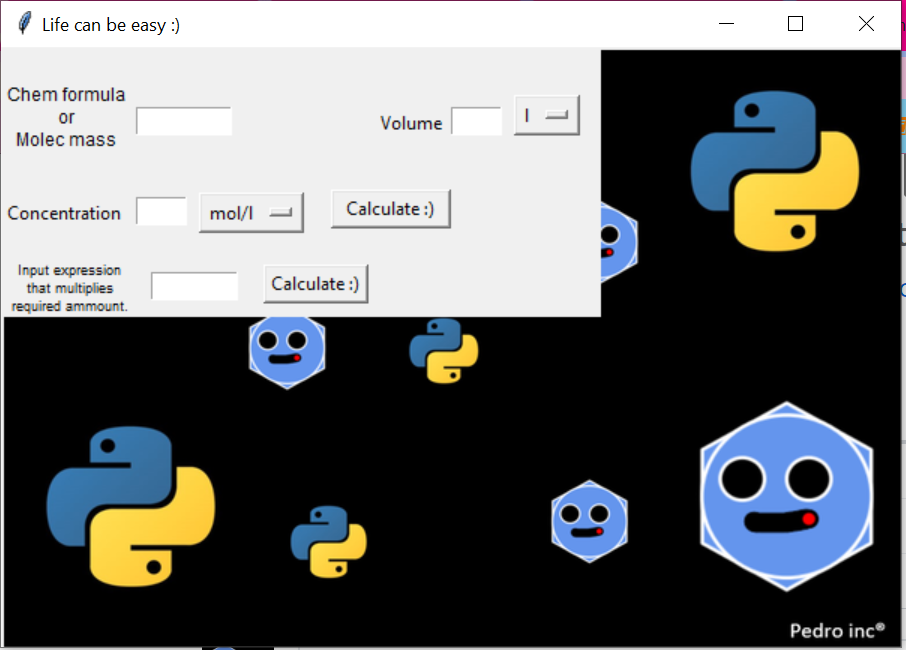 Life can be easy :)
Chem formula
or
Molec mass
Volume
l
Concentration
mol/l
Calculate :)
Input expression
that multiplies
required ammount.
Calculate :)
Pedro inc®